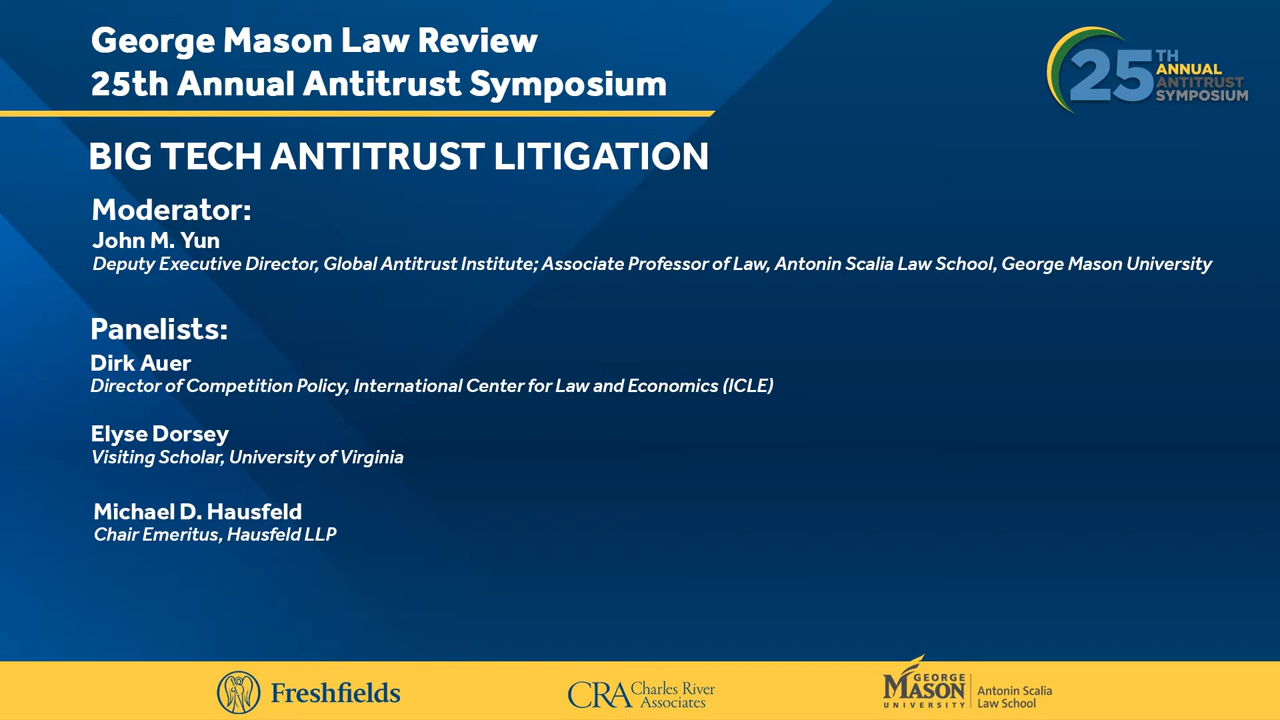 George Mason Law Review
25th Annual Antitrust Symposium
25TH
ANNUAL
ANTITRUST
SYMPOSIUM
BIG TECH ANTITRUST LITIGATION
Moderator:
John M. Yun
Deputy Executive Director, Global Antitrust Institute; Associate Professor of Law, Antonin Scalia Law School, George Mason University
Panelists:
Dirk Auer
Director of Competition Policy, International Center for Law and Economics (ICLE)
Elyse Dorsey
Visiting Scholar, University of Virginia
Michael D. Hausfeld
Chair Emeritus, Hausfeld LLP
Freshfields
CRA Charles River
Associates
GEORGE
MASON
UNIVERSITY
Antonin Scalia
Law School